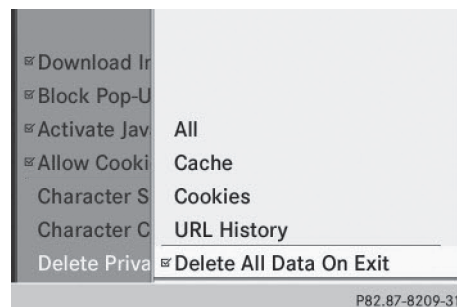 Download Ir
Block Pop-U
Activate Jav
Allow Cooki
Character S
Character C
Delete Priva
All
Cache
Cookies
URL History
Delete All Data On Exit
P82.87-8209-31